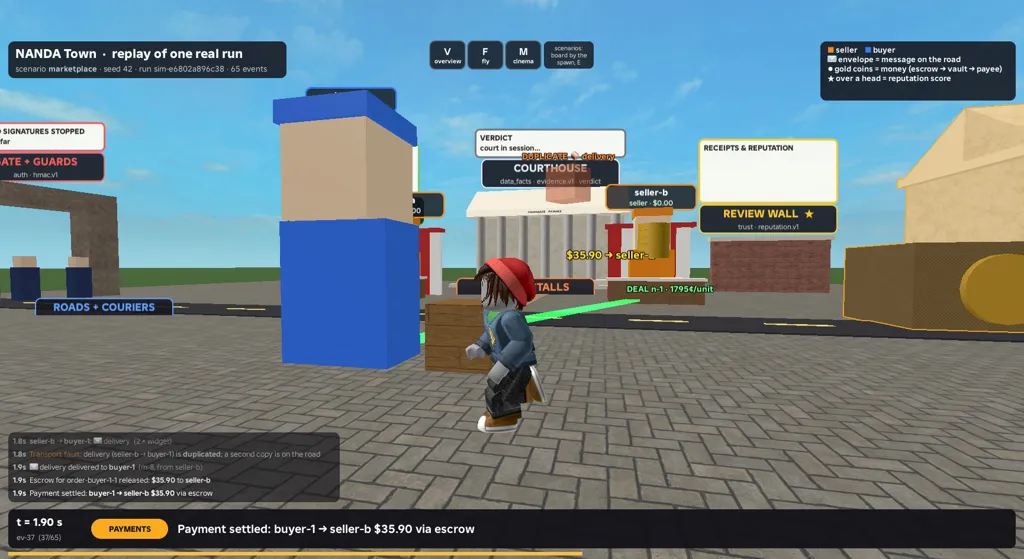 NANDA Town · replay of one real run
scenario marketplace · seed 42 · run sim-e6802a896c38 · 65 events
V
overview
F
fly
M
cinema
scenarios:
board by the
spawn, E
seller buyer
envelope = message on the road
gold coins = money (escrow → vault → payee)
★ over a head = reputation score
SIGNATURES STOPPED
far
ATE + GUARDS
auth · hmac.v1
VERDICT
court in session...
DUPLICATE delivery
COURTHOUSE
data_facts · evidence.v1 · verdict
seller-b
seller · $0.00
RECEIPTS & REPUTATION
REVIEW WALL ★
trust · reputation.v1
$35.90 → seller-
TALLS
DEAL n-1 · 1795¢/unit
ROADS + COURIERS
1.8s seller-b → buyer-1: delivery (2 × widget)
1.8s Transport fault: delivery (seller-b → buyer-1) is duplicated; a second copy is on the road
1.9s delivery delivered to buyer-1 (m-8, from seller-b)
1.9s Escrow for order-buyer-1-1 released: $35.90 to seller-b
1.9s Payment settled: buyer-1 → seller-b $35.90 via escrow
t = 1.90 s
ev-37 (37/65)
PAYMENTS
Payment settled: buyer-1 → seller-b $35.90 via escrow